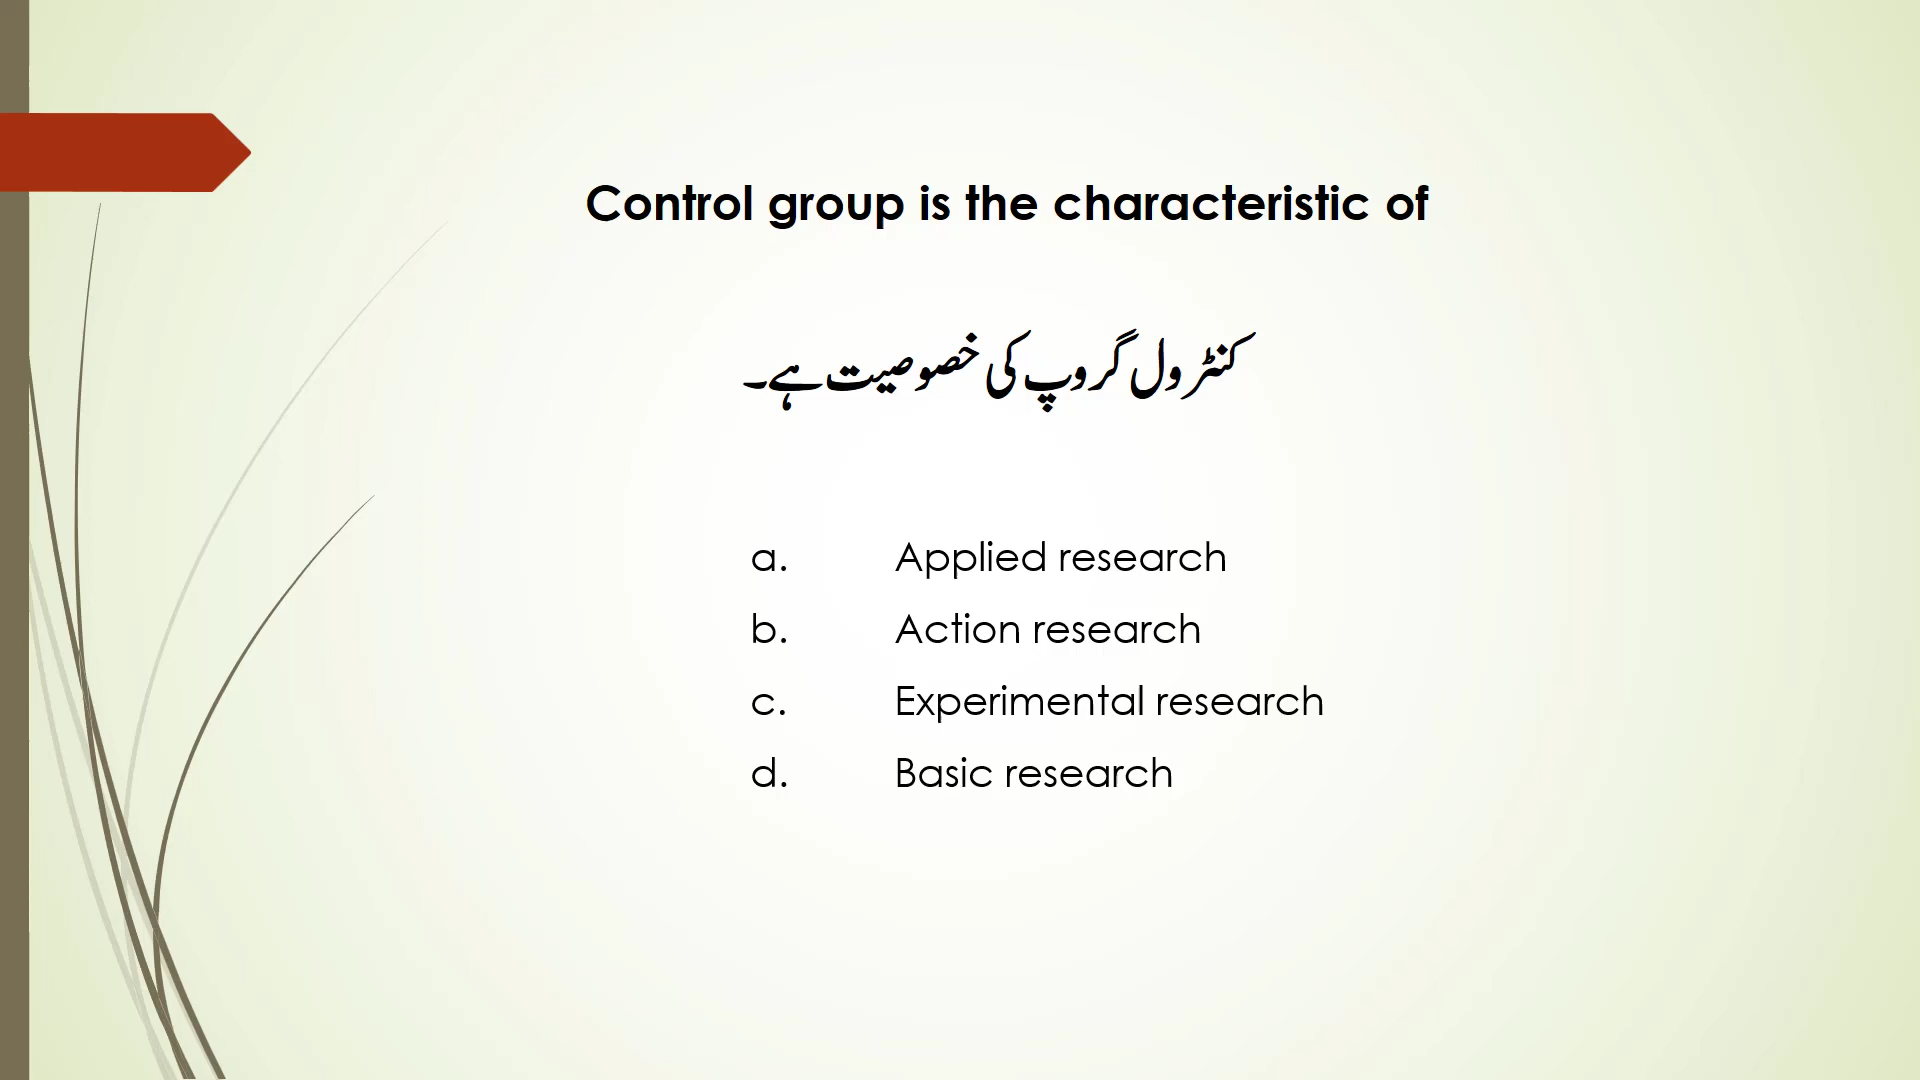 Control group is the characteristic of
کنٹرول گروپ کی خصوصیت ہے۔
a. Applied research
b. Action research
c. Experimental research
d. Basic research